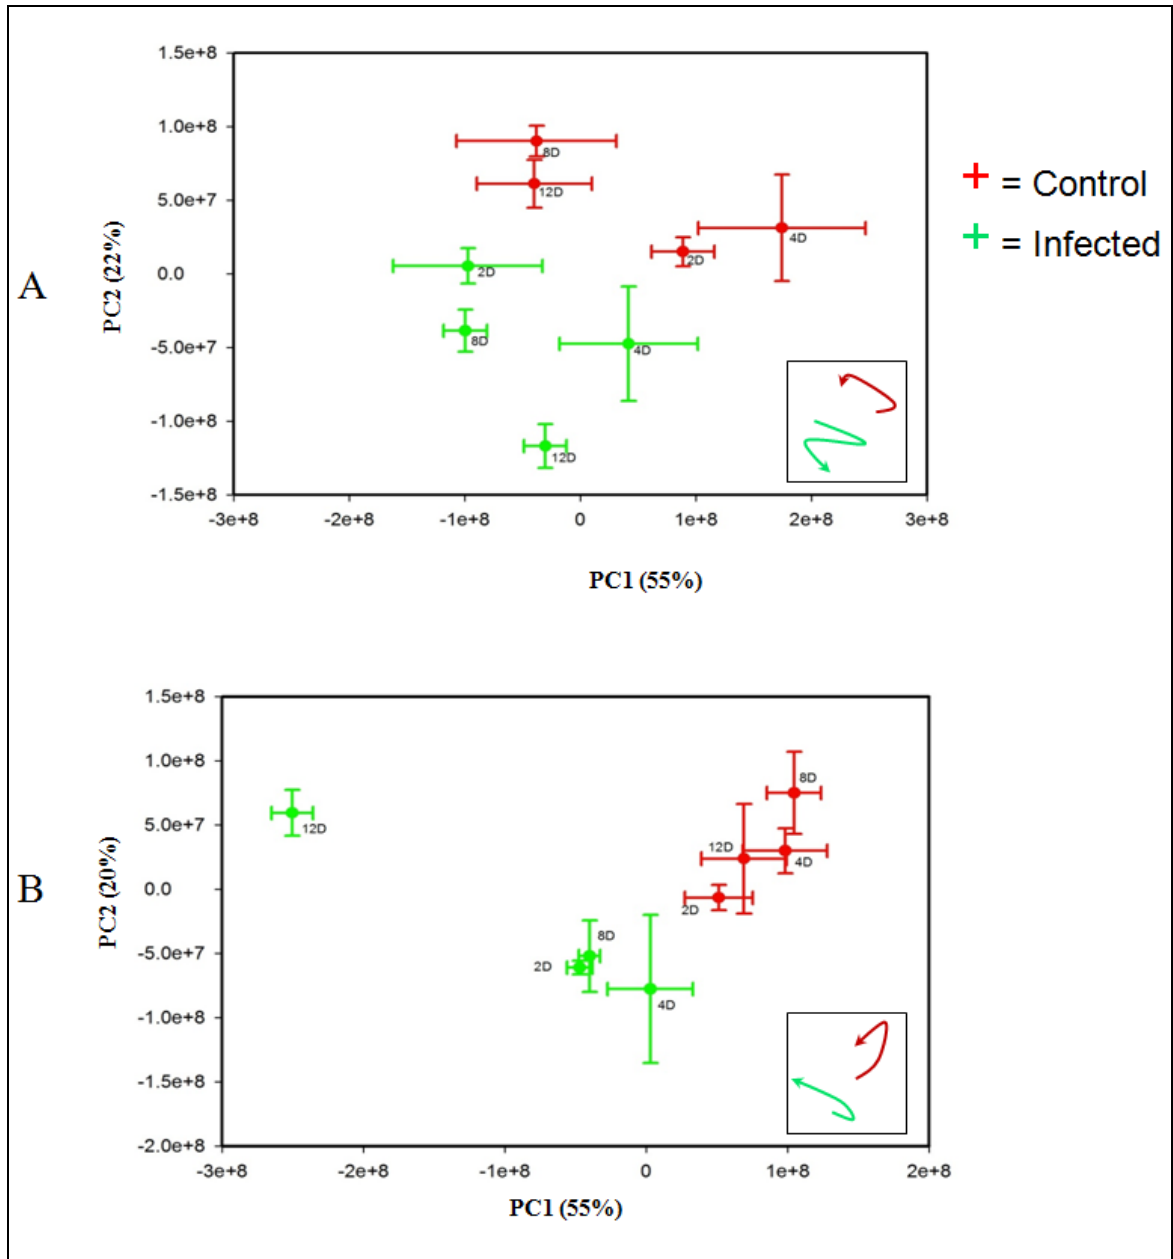 A
1.5e+8
1.0e+8
5.0e+7
0.0
-5.0e+7
-1.0e+8
-1.5e+8
PC2 (22%)
8D
12D
4D
2D
2D
8D
4D
12D
-3e+8 -2e+8 -1e+8 0 1e+8 2e+8 3e+8
PC1 (55%)
+ = Control
+ = Infected
B
1.5e+8
1.0e+8
5.0e+7
0.0
-5.0e+7
-1.0e+8
-1.5e+8
-2.0e+8
PC2 (20%)
8D
12D
12D
4D
2D
8D
2D
4D
-3e+8 -2e+8 -1e+8 0 1e+8 2e+8
PC1 (55%)